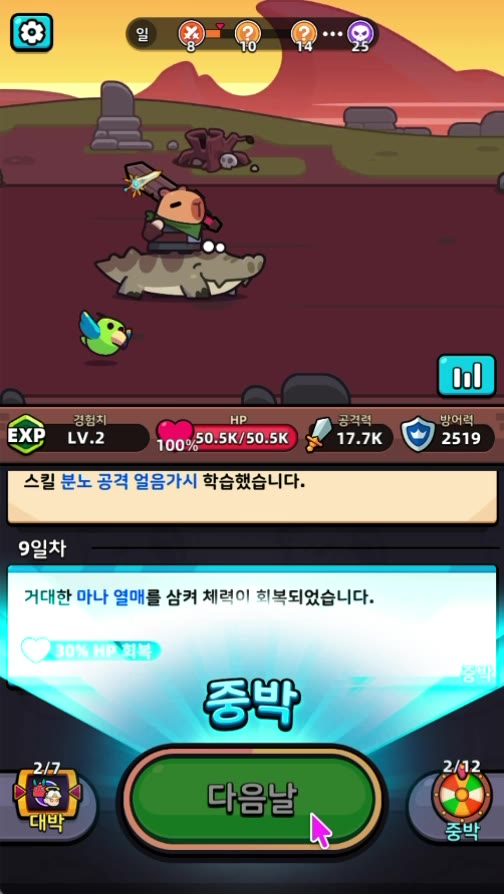 일
8
10
14
25
EXP
경험치
LV.2
100%
HP
50.5K/50.5K
공격력
17.7K
방어력
2519
스킬 분노 공격 얼음가시 학습했습니다.
9일차
거대한 마나 열매를 삼켜 체력이 회복되었습니다.
30% HP 회복
중박
중박
2/7
대박
다음날
2/12
중박